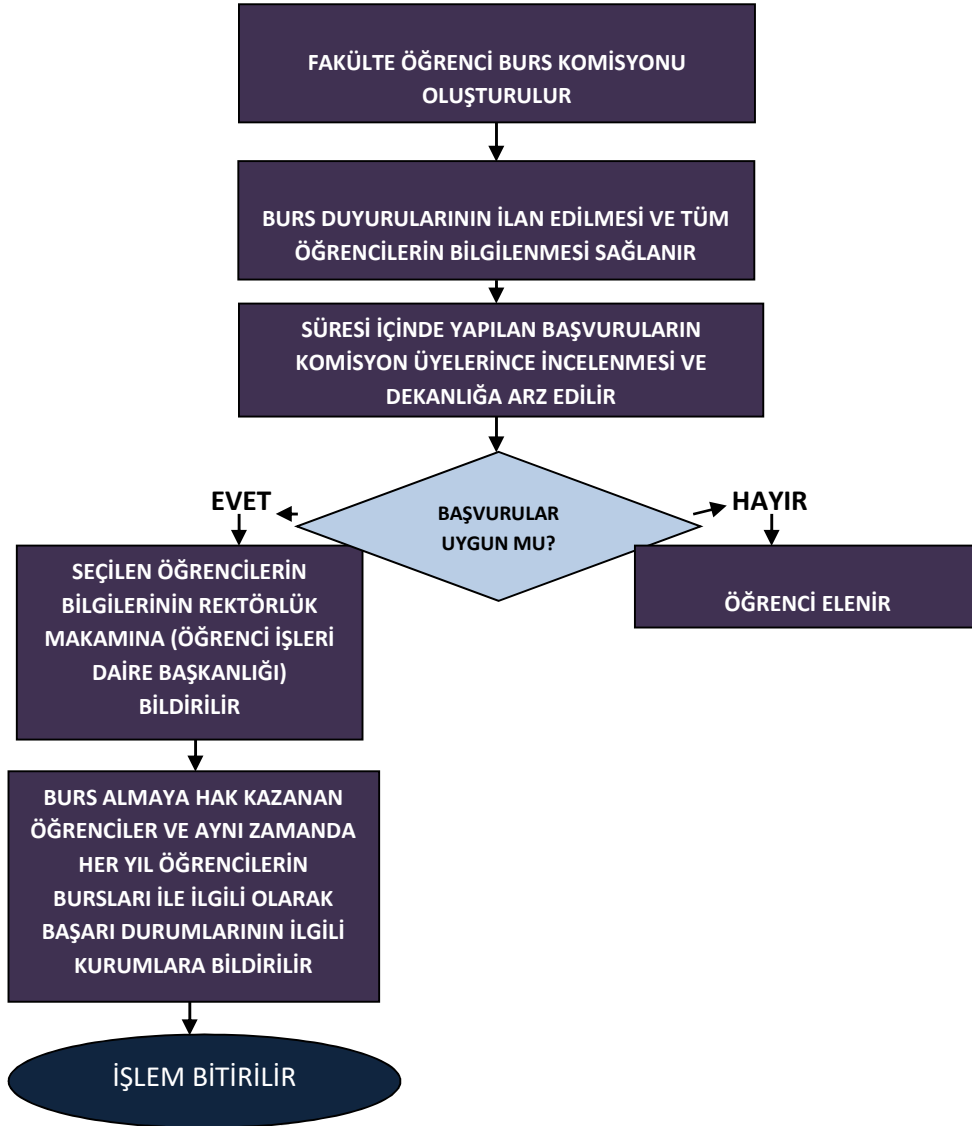 FAKÜLTE ÖĞRENCİ BURS KOMİSYONU
OLUŞTURULUR
BURS DUYURULARININ İLAN EDİLMESİ VE TÜM
ÖĞRENCİLERİN BİLGİLENMESİ SAĞLANIR
SÜRESİ İÇİNDE YAPILAN BAŞVURULARIN
KOMİSYON ÜYELERİNCE İNCELENMESİ VE
DEKANLIĞA ARZ EDİLİR
BAŞVURULAR
UYGUN MU?
EVET
HAYIR
SEÇİLEN ÖĞRENCİLERİN
BİLGİLERİNİN REKTÖRLÜK
MAKAMINA (ÖĞRENCİ İŞLERİ
DAİRE BAŞKANLIĞI)
BİLDİRİLİR
ÖĞRENCİ ELENİR
BURS ALMAYA HAK KAZANAN
ÖĞRENCİLER VE AYNI ZAMANDA
HER YIL ÖĞRENCİLERİN
BURSLARI İLE İLGİLİ OLARAK
BAŞARI DURUMLARININ İLGİLİ
KURUMLARA BİLDİRİLİR
İŞLEM BİTİRİLİR